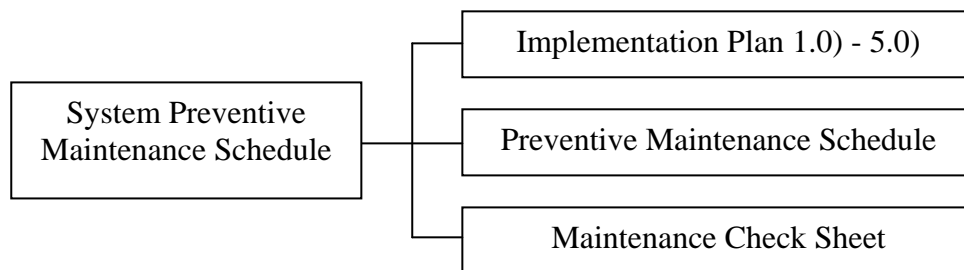 System Preventive
Maintenance Schedule
Implementation Plan 1.0) - 5.0)
Preventive Maintenance Schedule
Maintenance Check Sheet